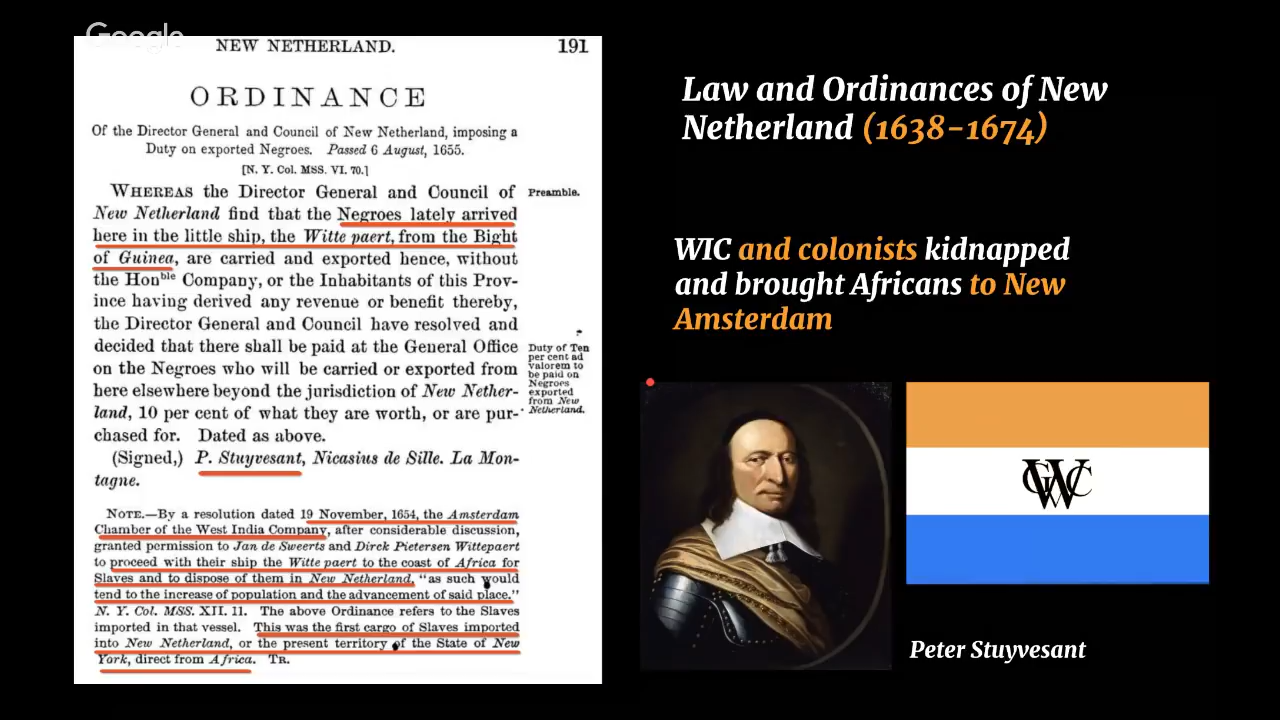 Google
NEW NETHERLAND. 191
ORDINANCE
Of the Director General and Council of New Netherland, imposing a
Duty on exported Negroes. Passed 6 August, 1655.
[N. Y. Col. MSS. VI. 70.]
WHEREAS the Director General and Council of
New Netherland find that the Negroes lately arrived
here in the little ship, the Witte paert, from the Bight
of Guinea, are carried and exported hence, without
the Honble Company, or the Inhabitants of this Prov-
ince having derived any revenue or benefit thereby,
the Director General and Council have resolved and
decided that there shall be paid at the General Office
on the Negroes who will be carried or exported from
here elsewhere beyond the jurisdiction of New Nether-
land, 10 per cent of what they are worth, or are pur-
chased for. Dated as above.
(Signed,) P. Stuyvesant, Nicasius de Sille. La Mon-
tagne.
Preamble.
Duty of Ten
per cent ad
valorem to
be paid on
Negroes
exported
from New
Netherland.
NOTE.—By a resolution dated 19 November, 1654, the Amsterdam
Chamber of the West India Company, after considerable discussion,
granted permission to Jan de Sweerts and Dirck Pietersen Wittepaert
to proceed with their ship the Witte paert to the coast of Africa for
Slaves and to dispose of them in New Netherland, "as such would
tend to the increase of population and the advancement of said place."
N. Y. Col. MSS. XII. 11. The above Ordinance refers to the Slaves
imported in that vessel. This was the first cargo of Slaves imported
into New Netherland, or the present territory of the State of New
York, direct from Africa. TR.
Law and Ordinances of New
Netherland (1638-1674)
WIC and colonists kidnapped
and brought Africans to New
Amsterdam
GWC
Peter Stuyvesant